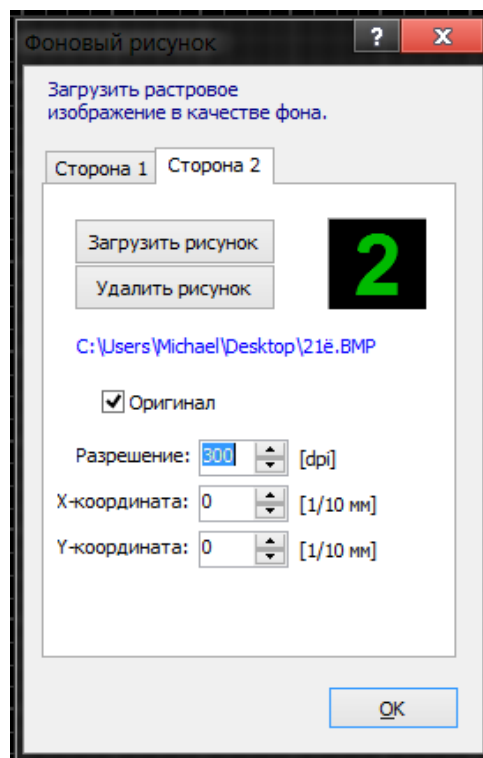 Фоновый рисунок
?
x
Загрузить растровое
изображение в качестве фона.
Сторона 1 Сторона 2
Загрузить рисунок
2
Удалить рисунок
C:\Users\Michael\Desktop\21ё.BMP
Оригинал
Разрешение: 300 [dpi]
X-координата: 0 [1/10 мм]
Y-координата: 0 [1/10 мм]
OK